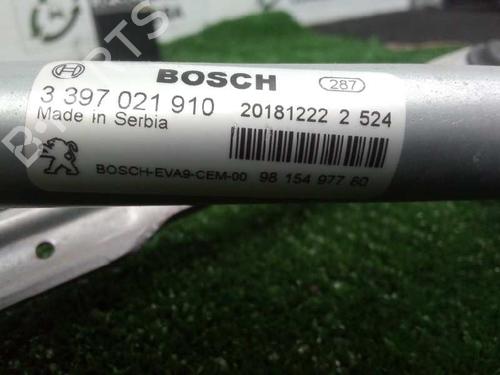 BOSCH
287
3 397 021 910
20181222 2 524
Made in Serbia
BOSCH-EVA9-CEM-00 98 154 977 80